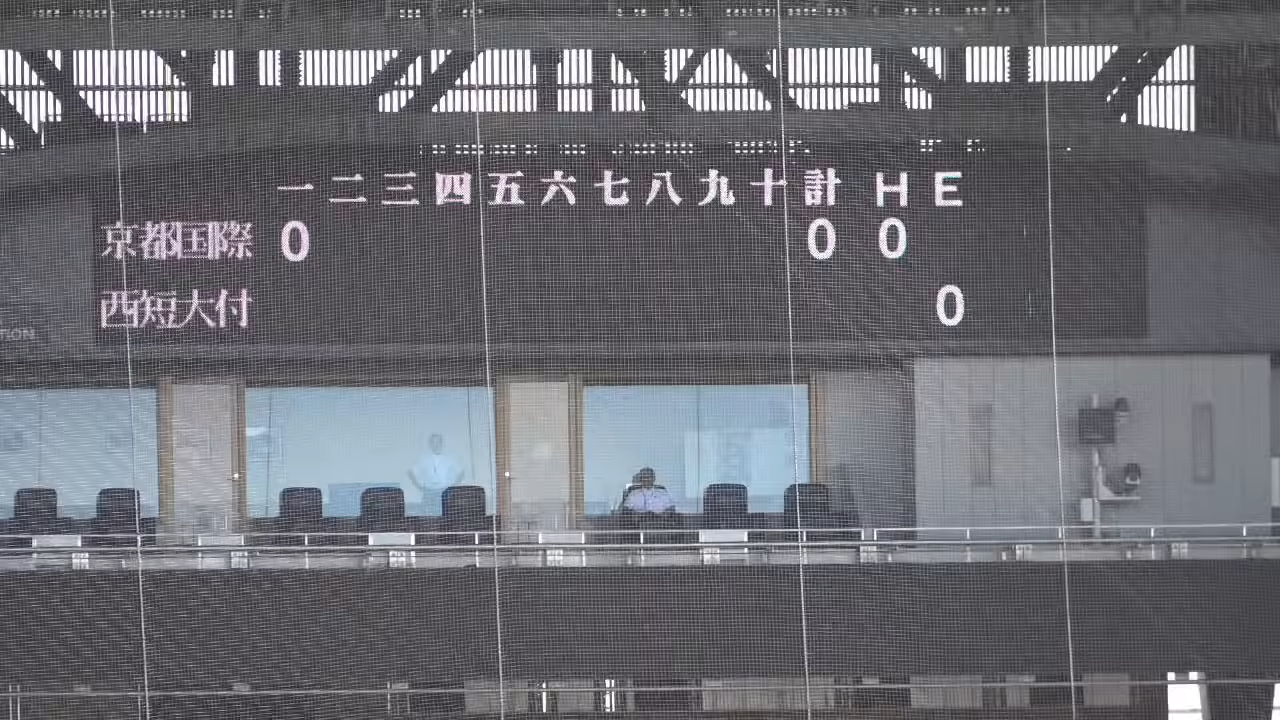 一 二 三 四 五 六 七 八 九 十 計 H E
京都国際 0 0 0
西短大付 0
TION